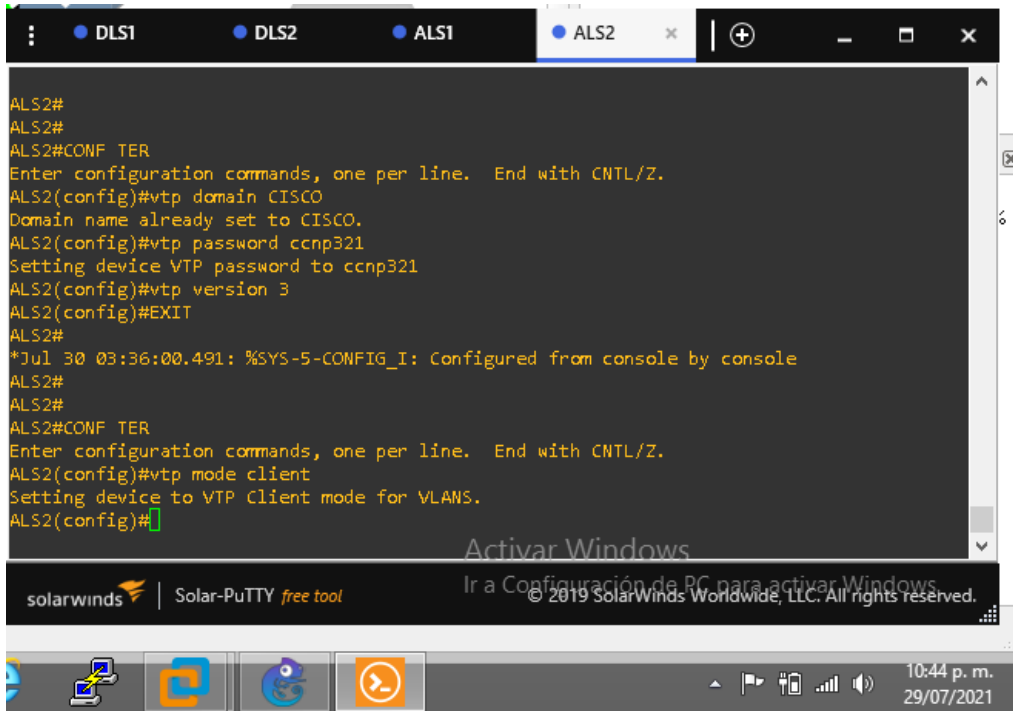 DLS1 DLS2 ALS1 ALS2
ALS2#
ALS2#
ALS2#CONF TER
Enter configuration commands, one per line.  End with CNTL/Z.
ALS2(config)#vtp domain CISCO
Domain name already set to CISCO.
ALS2(config)#vtp password ccnp321
Setting device VTP password to ccnp321
ALS2(config)#vtp version 3
ALS2(config)#EXIT
ALS2#
*Jul 30 03:36:00.491: %SYS-5-CONFIG_I: Configured from console by console
ALS2#
ALS2#
ALS2#CONF TER
Enter configuration commands, one per line.  End with CNTL/Z.
ALS2(config)#vtp mode client
Setting device to VTP Client mode for VLANS.
ALS2(config)#
Activar Windows
Ir a Configuración de PC para activar Windows.
solarwinds | Solar-PuTTY free tool
© 2019 SolarWinds Worldwide, LLC. All rights reserved.
10:44 p. m.
29/07/2021